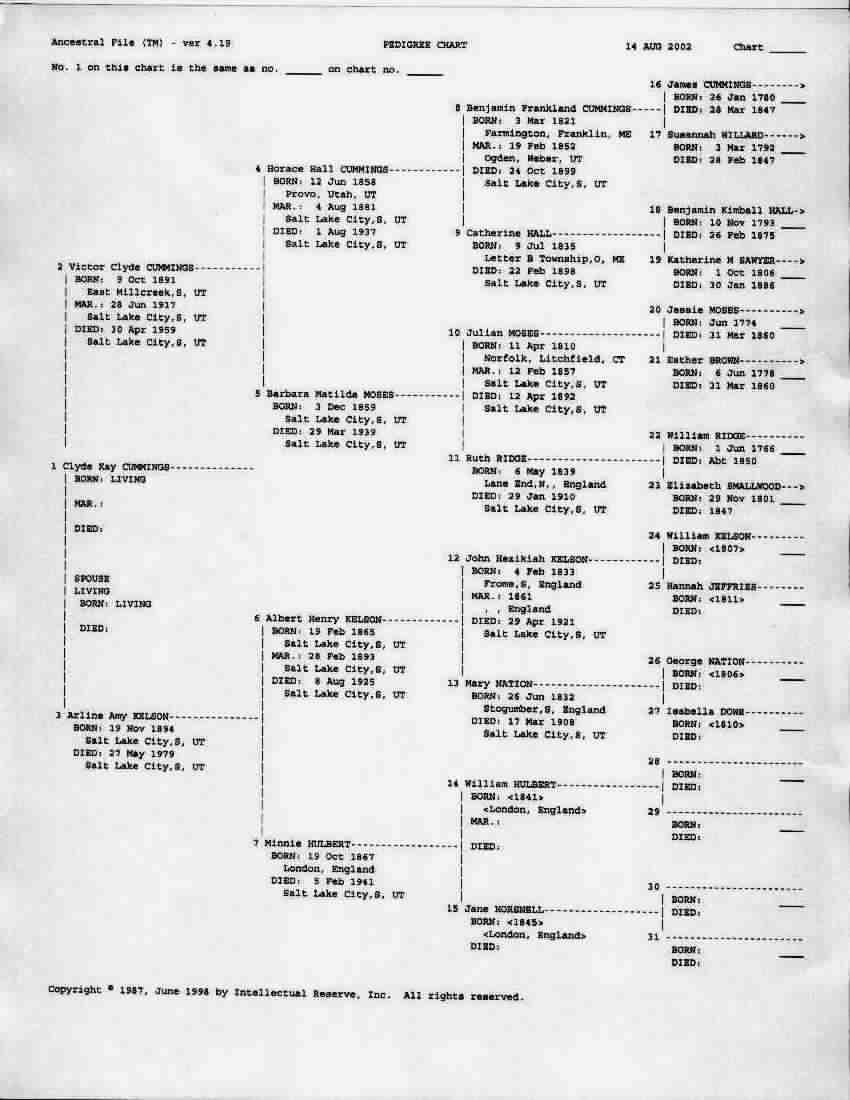 Ancestral File (TM) - ver 4.19 PEDIGREE CHART 14 AUG 2002 Chart _____
No. 1 on this chart is the same as no. _____ on chart no. _____
16 James CUMMINGS-------->
BORN: 26 Jan 1780
DIED: 28 Mar 1847
8 Benjamin Frankland CUMMINGS-----
BORN: 3 Mar 1821
Farmington, Franklin, ME
MAR.: 19 Feb 1852
Ogden, Weber, UT
DIED: 24 Oct 1899
Salt Lake City,S, UT
17 Susannah WILLARD------>
BORN: 3 Mar 1792
DIED: 28 Feb 1847
4 Horace Hall CUMMINGS------------
BORN: 12 Jun 1858
Provo, Utah, UT
MAR.: 4 Aug 1881
Salt Lake City,S, UT
DIED: 1 Aug 1937
Salt Lake City,S, UT
18 Benjamin Kimball HALL->
BORN: 10 Nov 1793
DIED: 26 Feb 1875
9 Catherine HALL------------------
BORN: 9 Jul 1835
Letter B Township,O, ME
DIED: 22 Feb 1898
Salt Lake City,S, UT
19 Katherine M SAWYER---->
BORN: 1 Oct 1806
DIED: 30 Jan 1886
2 Victor Clyde CUMMINGS-----------
BORN: 9 Oct 1891
East Millcreek,S, UT
MAR.: 28 Jun 1917
Salt Lake City,S, UT
DIED: 30 Apr 1959
Salt Lake City,S, UT
20 Jessie MOSES---------->
BORN: Jun 1774
DIED: 31 Mar 1860
10 Julian MOSES--------------------
BORN: 11 Apr 1810
Norfolk, Litchfield, CT
MAR.: 12 Feb 1857
Salt Lake City,S, UT
DIED: 12 Apr 1892
Salt Lake City,S, UT
21 Esther BROWN---------->
BORN: 6 Jun 1778
DIED: 31 Mar 1860
5 Barbara Matilda MOSES-----------
BORN: 3 Dec 1859
Salt Lake City,S, UT
DIED: 29 Mar 1939
Salt Lake City,S, UT
22 William RIDGE---------
BORN: 1 Jun 1766
DIED: Abt 1850
11 Ruth RIDGE----------------------
BORN: 6 May 1839
Lane End,N,, England
DIED: 29 Jan 1910
Salt Lake City,S, UT
23 Elizabeth SMALLWOOD--->
BORN: 29 Nov 1801
DIED: 1847
1 Clyde Kay CUMMINGS--------------
BORN: LIVING
MAR.:
DIED:
SPOUSE
LIVING
BORN: LIVING
DIED:
24 William KELSON---------
BORN: <1807>
DIED:
12 John Hezikiah KELSON------------
BORN: 4 Feb 1833
Frome,S, England
MAR.: 1861
, , England
DIED: 29 Apr 1921
Salt Lake City,S, UT
25 Hannah JEFFRIES--------
BORN: <1811>
DIED:
6 Albert Henry KELSON-------------
BORN: 19 Feb 1865
Salt Lake City,S, UT
MAR.: 28 Feb 1893
Salt Lake City,S, UT
DIED: 8 Aug 1925
Salt Lake City,S, UT
26 George NATION---------
BORN: <1806>
DIED:
13 Mary NATION---------------------
BORN: 26 Jun 1832
Stogumber,S, England
DIED: 17 Mar 1908
Salt Lake City,S, UT
27 Isabella DOWE----------
BORN: <1810>
DIED:
3 Arline Amy KELSON---------------
BORN: 19 Nov 1894
Salt Lake City,S, UT
DIED: 27 May 1979
Salt Lake City,S, UT
28 -----------------------
BORN:
DIED:
14 William HULBERT-----------------
BORN: <1841>
<London, England>
MAR.:
DIED:
29 -----------------------
BORN:
DIED:
7 Minnie HULBERT------------------
BORN: 19 Oct 1867
London, England
DIED: 5 Feb 1941
Salt Lake City,S, UT
30 -----------------------
BORN:
DIED:
15 Jane HORSNELL-------------------
BORN: <1845>
<London, England>
DIED:
31 -----------------------
BORN:
DIED:
Copyright © 1987, June 1998 by Intellectual Reserve, Inc. All rights reserved.